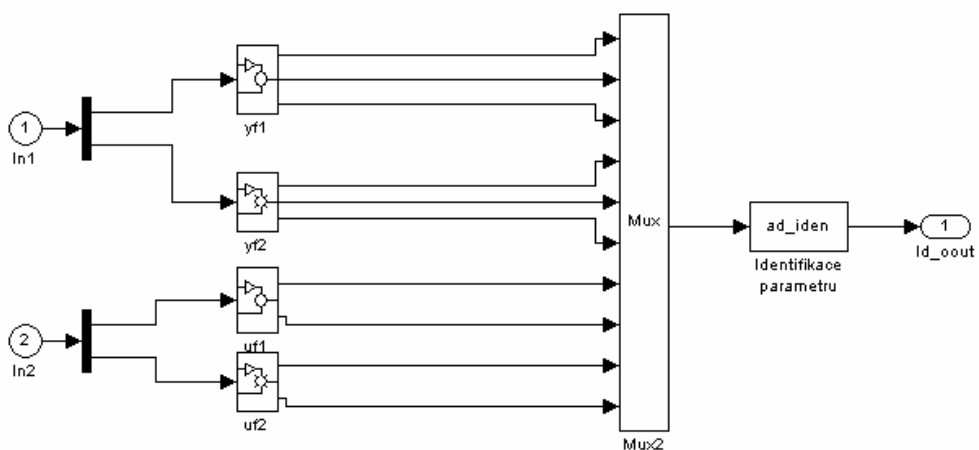 1
In1
yf1
yf2
2
In2
uf1
uf2
Mux
Mux2
ad_iden
Identifikace
parametru
1
Id_oout